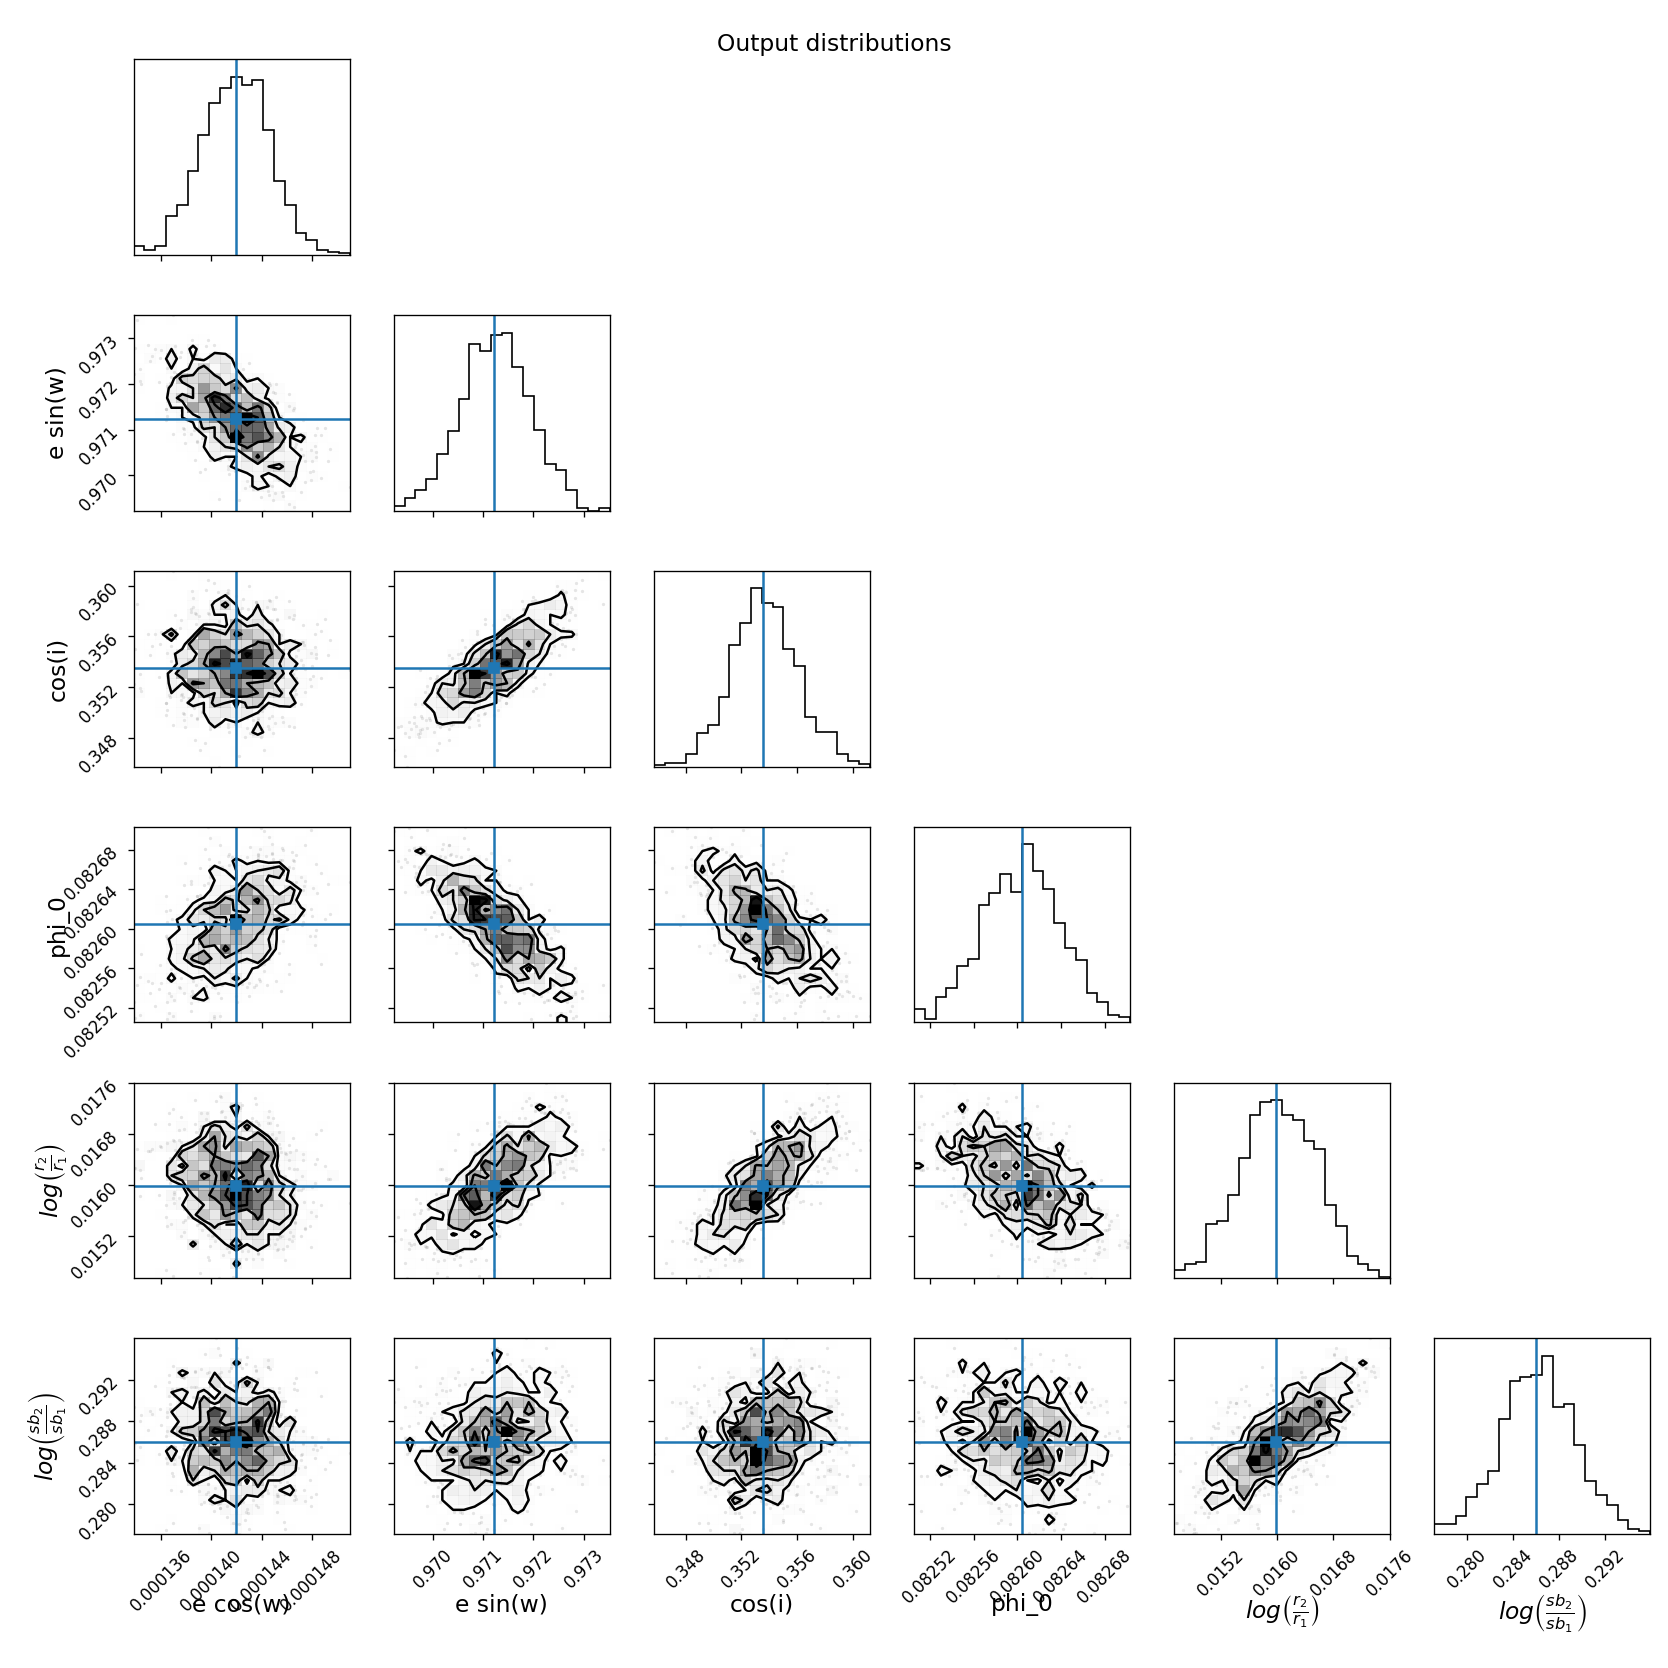 Output distributions
e sin(w)
0.973
0.972
0.971
0.970
cos(i)
0.360
0.356
0.352
0.348
phi_0
0.08268
0.08264
0.08260
0.08256
0.08252
log(r2/r1)
0.0176
0.0168
0.0160
0.0152
log(sb2/sb1)
0.292
0.288
0.284
0.280
0.000136 0.000140 0.000144 0.000148
0.970 0.971 0.972 0.973
0.348 0.352 0.356 0.360
0.08252 0.08256 0.08260 0.08264 0.08268
0.0152 0.0160 0.0168 0.0176
0.280 0.284 0.288 0.292
e cos(w) e sin(w) cos(i) phi_0 log(r2/r1) log(sb2/sb1)